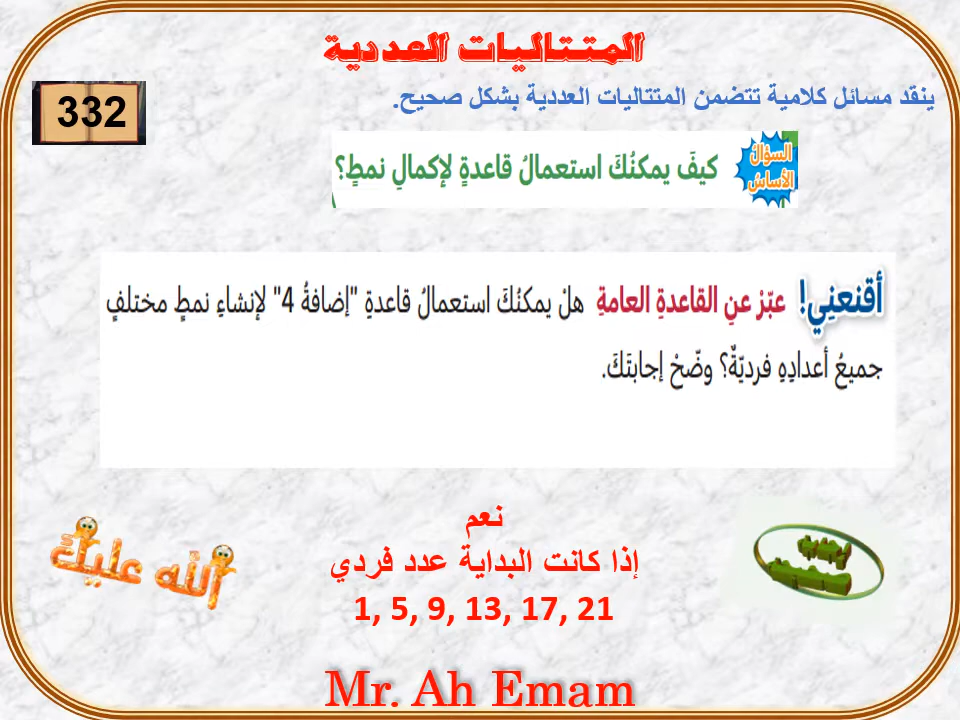 المتتاليات العددية
ينقد مسائل كلامية تتضمن المتتاليات العددية بشكل صحيح.
332
السؤالُ
الأساسُ
كيفَ يمكنُكَ استعمالُ قاعدةٍ لإكمالِ نمطٍ؟
أقنعنِي! عبّرْ عنِ القاعدةِ العامةِ هلْ يمكنُكَ استعمالُ قاعدةِ "إضافةُ 4" لإنشاءِ نمطٍ مختلفٍ
جميعُ أعدادِهِ فرديّةٌ؟ وضّحْ إجابتَكَ.
نعم
إذا كانت البداية عدد فردي
1, 5, 9, 13, 17, 21
الله عليك
Mr. Ah Emam